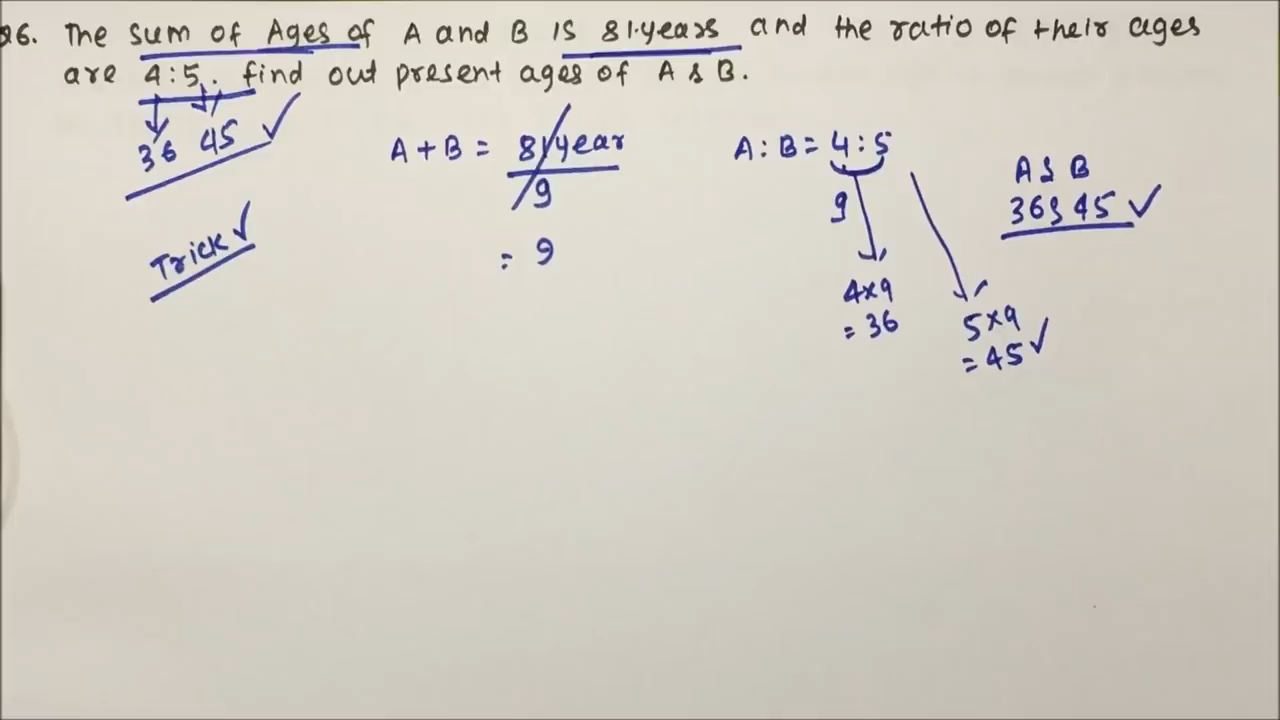 26. The sum of Ages of A and B is 81.years and the ratio of their ages
are 4:5. find out present ages of A & B.
36 45 ✓
Trick ✓
A + B = 81 year
9
= 9
A : B = 4 : 5
9
4×9
= 36
5×9
= 45 ✓
A & B
36 & 45 ✓